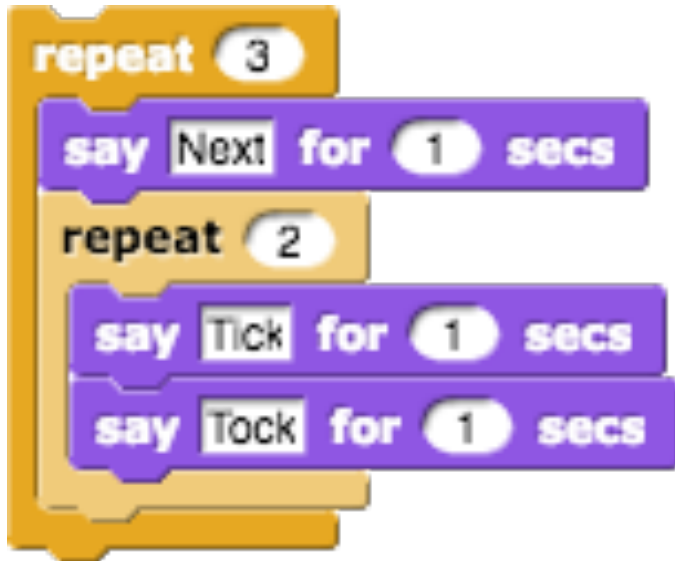 repeat 3
say Next for 1 secs
repeat 2
say Tick for 1 secs
say Tock for 1 secs